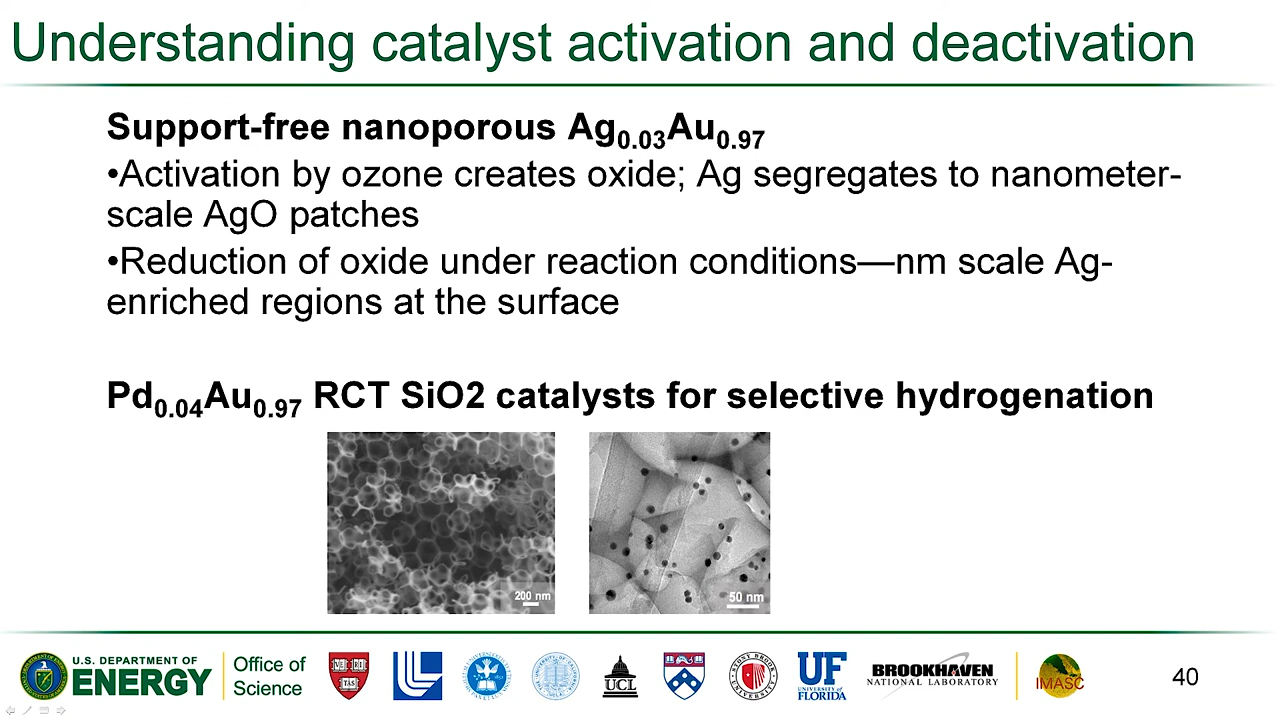 Understanding catalyst activation and deactivation
Support-free nanoporous Ag0.03Au0.97
•Activation by ozone creates oxide; Ag segregates to nanometer-
scale AgO patches
•Reduction of oxide under reaction conditions—nm scale Ag-
enriched regions at the surface
Pd0.04Au0.97 RCT SiO2 catalysts for selective hydrogenation
200 nm
50 nm
U.S. DEPARTMENT OF
ENERGY
Office of
Science
VE RI
TAS
UCL
UF
UNIVERSITY of
FLORIDA
BROOKHAVEN
NATIONAL LABORATORY
IMASC
40